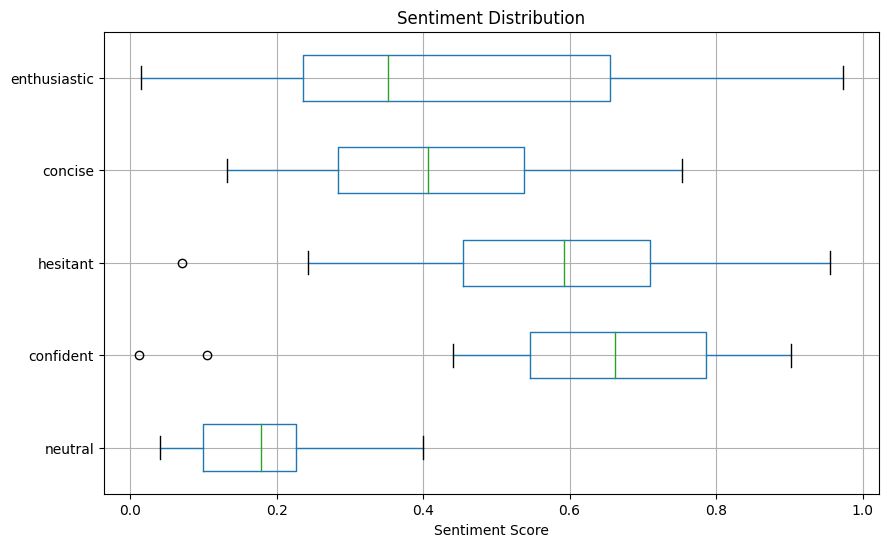 Sentiment Distribution
enthusiastic
concise
hesitant
confident
neutral
0.0 0.2 0.4 0.6 0.8 1.0
Sentiment Score